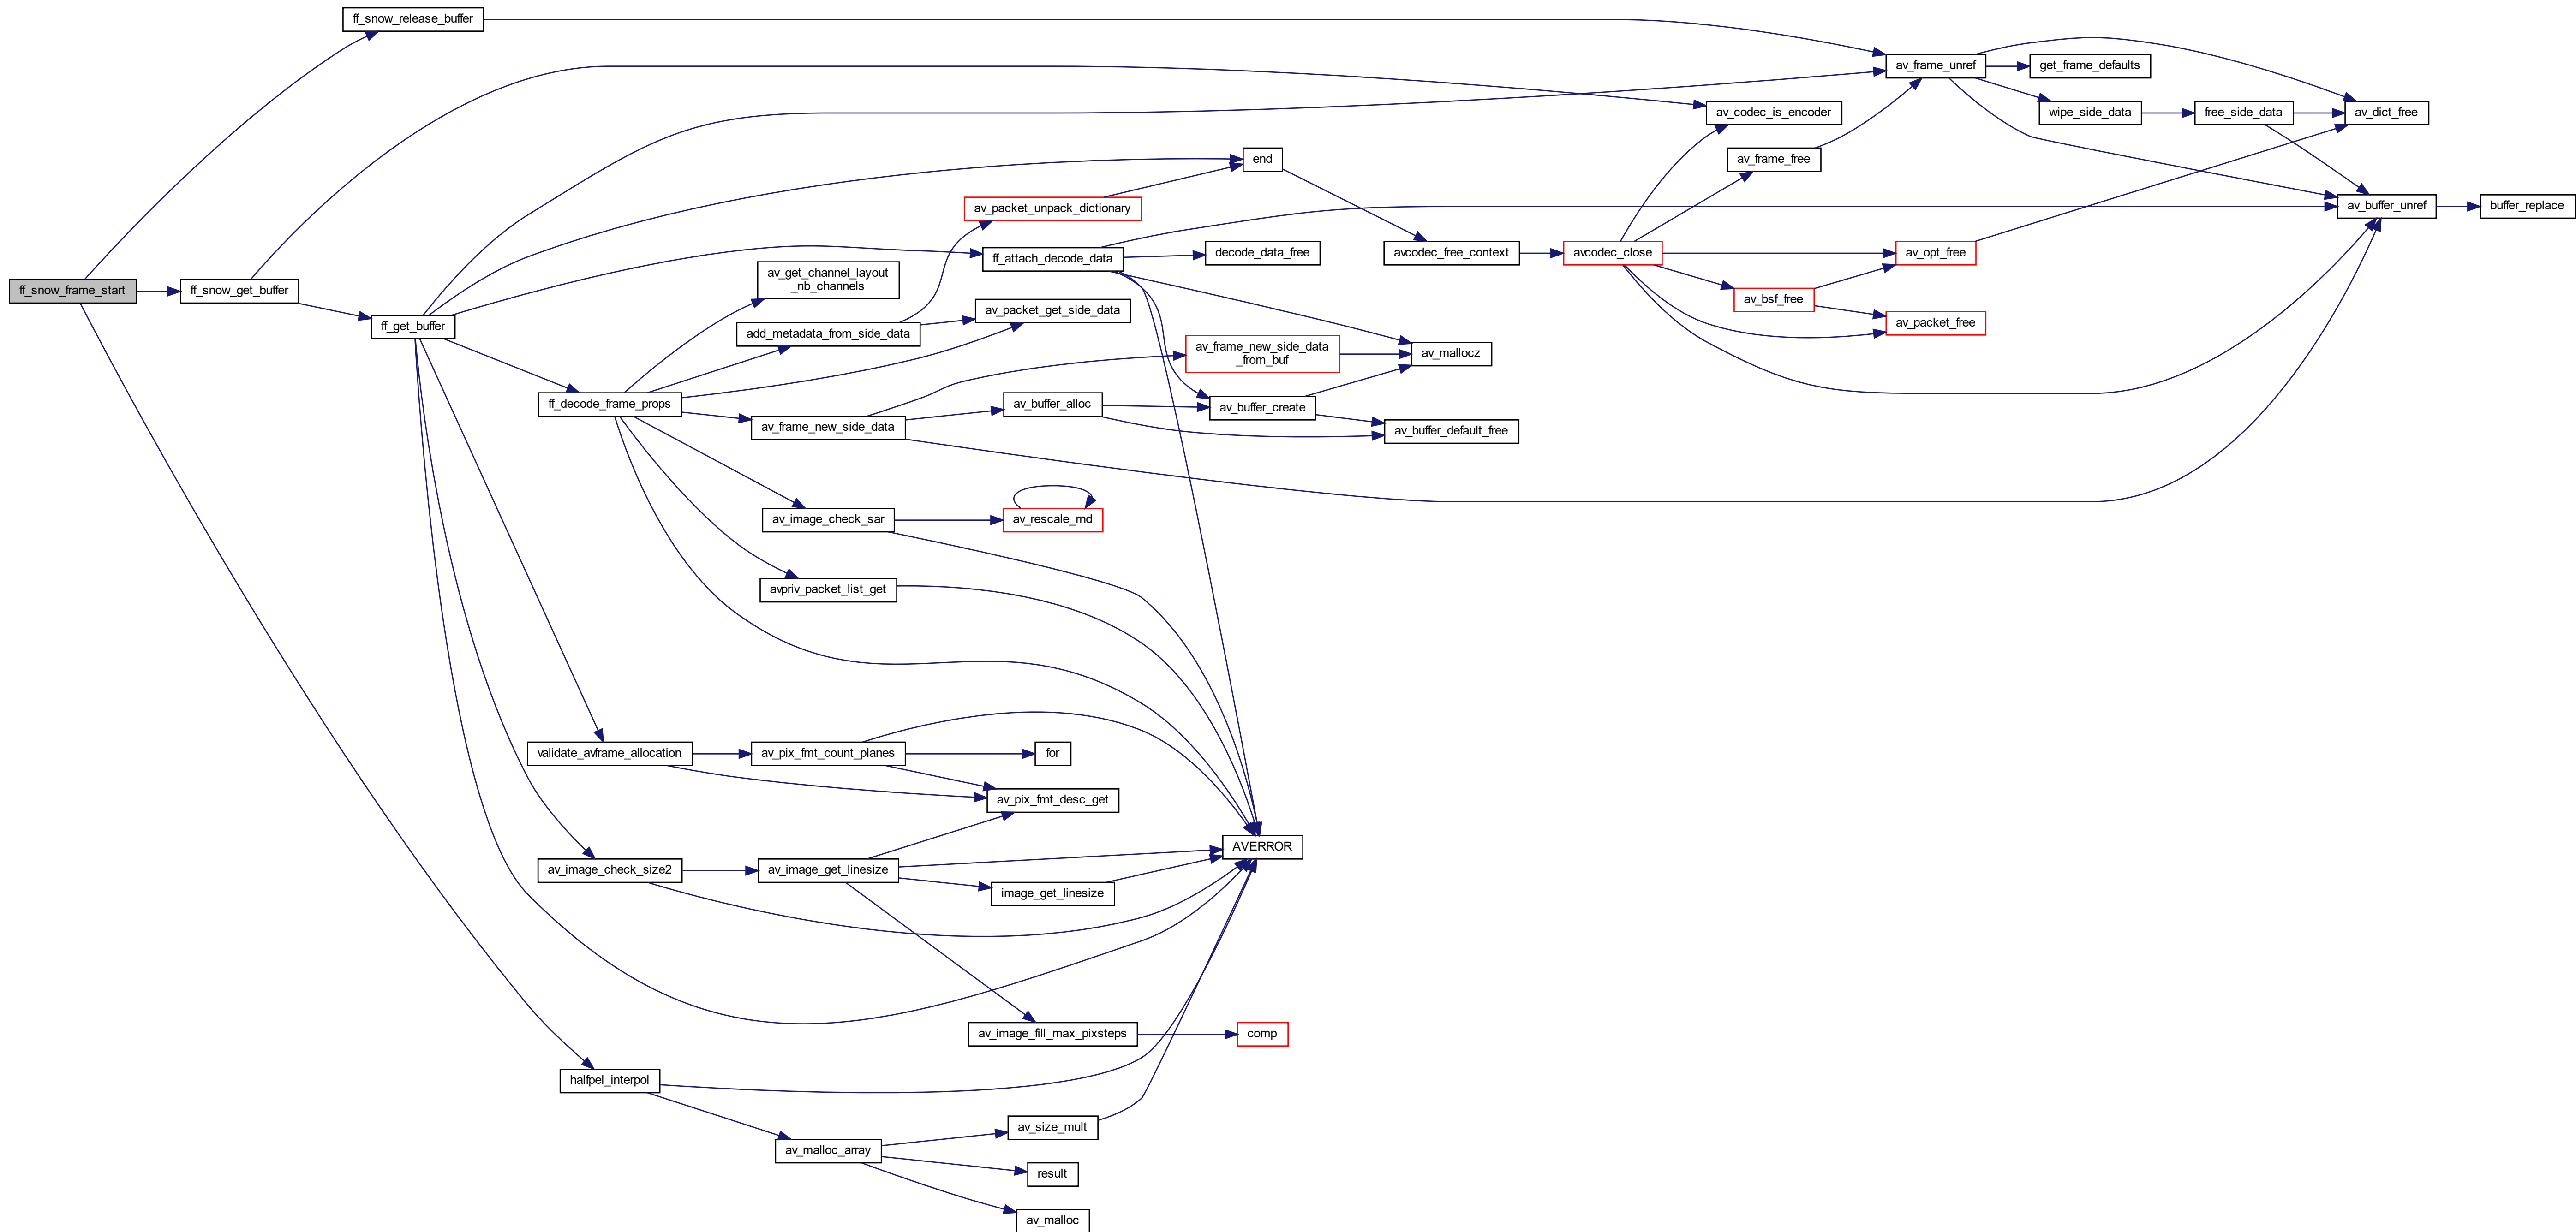 ff_snow_release_buffer
av_frame_unref
get_frame_defaults
av_codec_is_encoder
wipe_side_data
free_side_data
av_dict_free
end
av_frame_free
av_packet_unpack_dictionary
av_buffer_unref
buffer_replace
ff_attach_decode_data
decode_data_free
avcodec_free_context
avcodec_close
av_opt_free
av_get_channel_layout
_nb_channels
ff_snow_frame_start
ff_snow_get_buffer
av_bsf_free
av_packet_get_side_data
ff_get_buffer
add_metadata_from_side_data
av_packet_free
av_frame_new_side_data
_from_buf
av_mallocz
ff_decode_frame_props
av_buffer_alloc
av_buffer_create
av_frame_new_side_data
av_buffer_default_free
av_image_check_sar
av_rescale_rnd
avpriv_packet_list_get
validate_avframe_allocation
av_pix_fmt_count_planes
for
av_pix_fmt_desc_get
AVERROR
av_image_check_size2
av_image_get_linesize
image_get_linesize
av_image_fill_max_pixsteps
comp
halfpel_interpol
av_size_mult
av_malloc_array
result
av_malloc